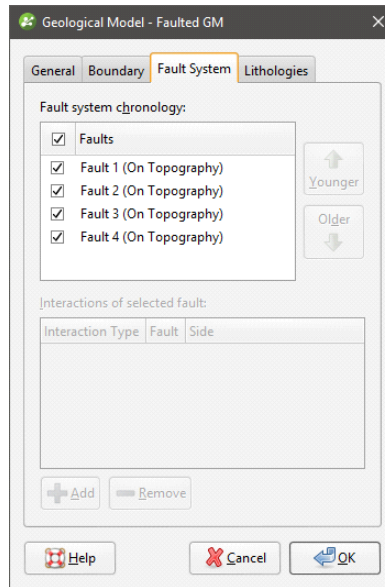 Geological Model - Faulted GM
General Boundary Fault System Lithologies
Fault system chronology:
Faults
Fault 1 (On Topography)
Fault 2 (On Topography)
Fault 3 (On Topography)
Fault 4 (On Topography)
Younger
Older
Interactions of selected fault:
Interaction Type Fault Side
Add Remove
Help Cancel OK